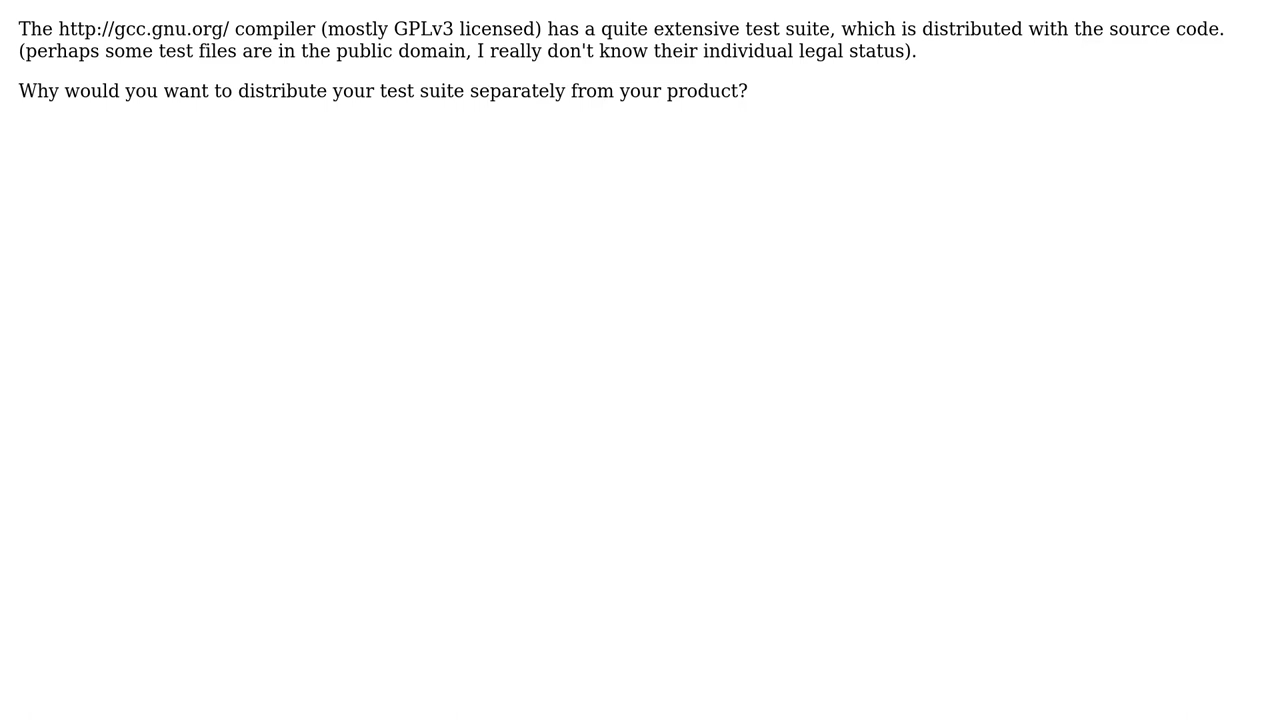 The http://gcc.gnu.org/ compiler (mostly GPLv3 licensed) has a quite extensive test suite, which is distributed with the source code.
(perhaps some test files are in the public domain, I really don't know their individual legal status).
Why would you want to distribute your test suite separately from your product?